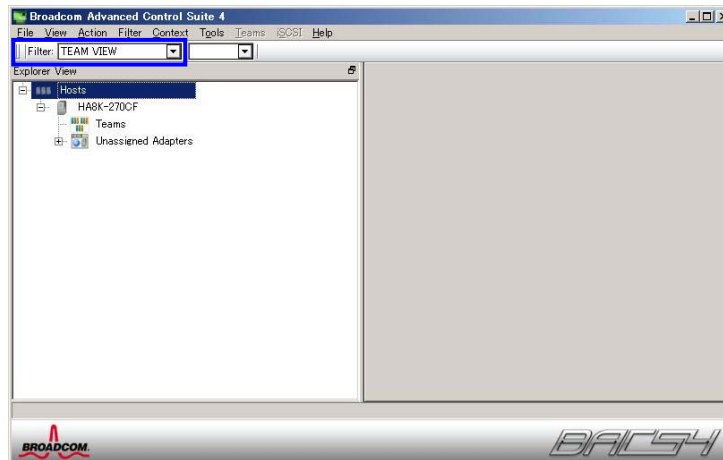 Broadcom Advanced Control Suite 4
File View Action Filter Context Tools Teams iSCSI Help
Filter: TEAM VIEW
Explorer View
Hosts
HA8K-270CF
Teams
Unassigned Adapters
BROADCOM.
BACS4